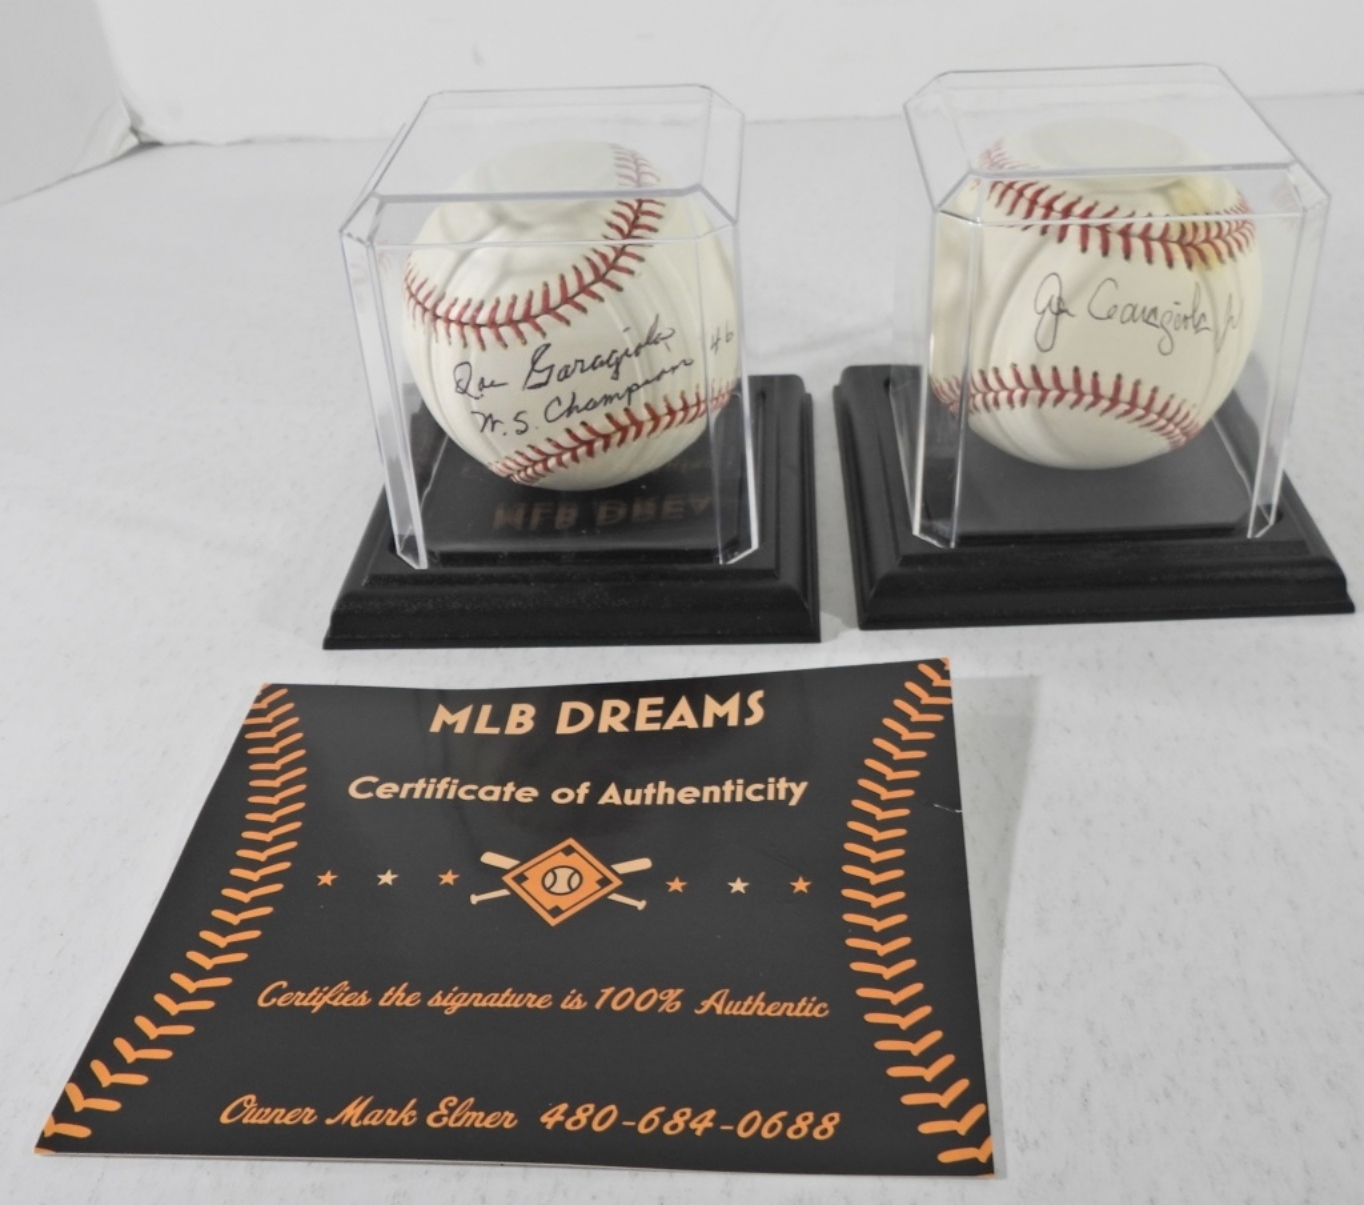 Joe Garagiola
W.S. Champion '46
Joe Garagiola Jr
MLB DREAMS
Certificate of Authenticity
Certifies the signature is 100% Authentic
Owner Mark Elmer 480-684-0688